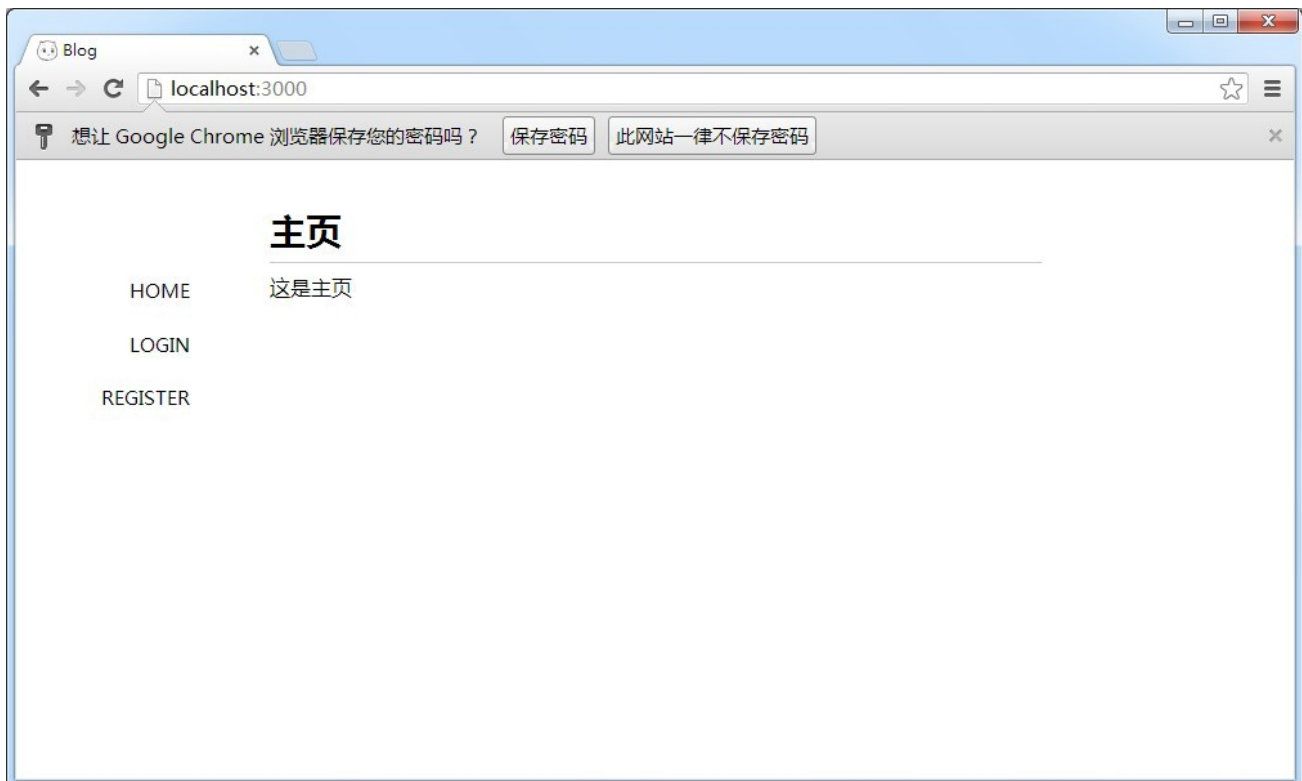 Blog
localhost:3000
想让 Google Chrome 浏览器保存您的密码吗？ 保存密码 此网站一律不保存密码
主页
HOME
这是主页
LOGIN
REGISTER